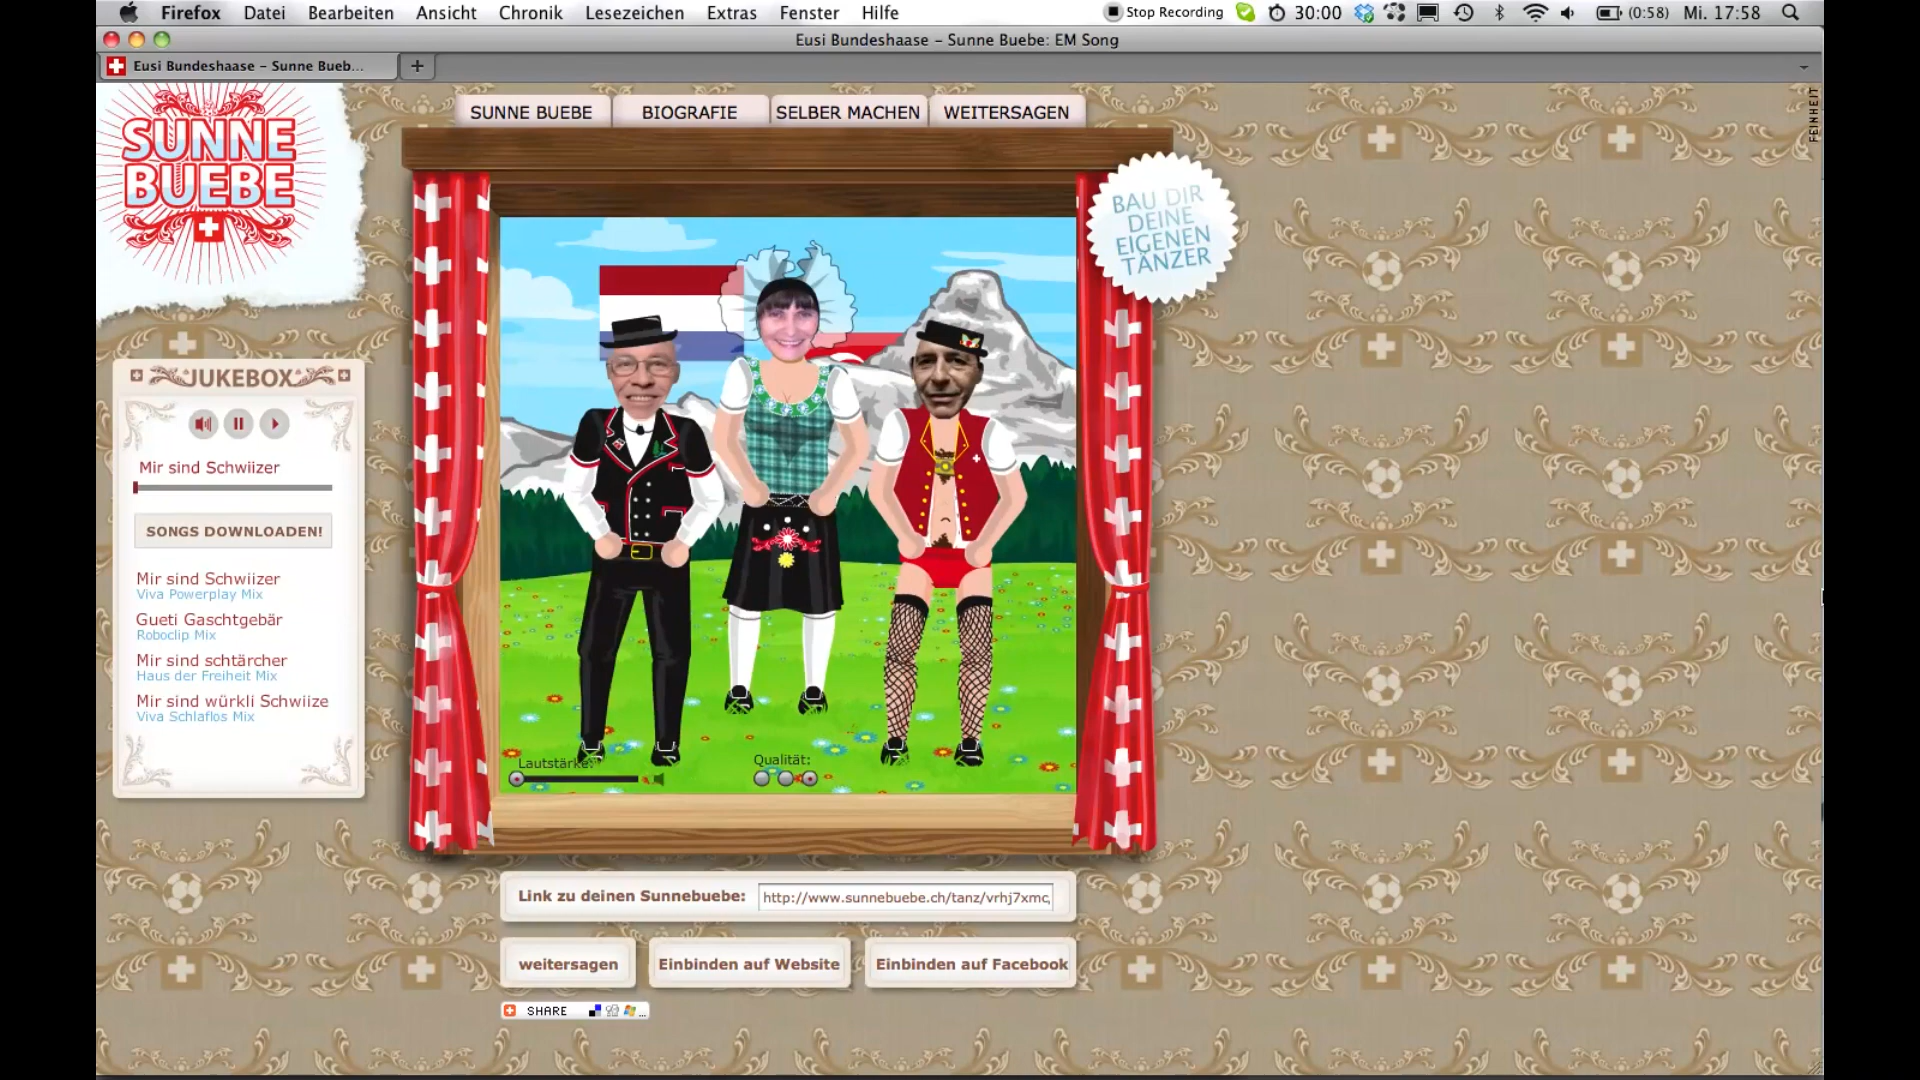 Firefox Datei Bearbeiten Ansicht Chronik Lesezeichen Extras Fenster Hilfe
Stop Recording 30:00 (0:58) Mi. 17:58
Eusi Bundeshaase – Sunne Buebe: EM Song
Eusi Bundeshaase – Sunne Bueb...
SUNNE
BUEBE
SUNNE BUEBE
BIOGRAFIE
SELBER MACHEN
WEITERSAGEN
FEINHEIT
BAU DIR
DEINE
EIGENEN
TÄNZER
JUKEBOX
Mir sind Schwiizer
SONGS DOWNLOADEN!
Mir sind Schwiizer
Viva Powerplay Mix
Gueti Gaschtgebär
Roboclip Mix
Mir sind schtärcher
Haus der Freiheit Mix
Mir sind würkli Schwiize
Viva Schlaflos Mix
Lautstärke:
Qualität:
Link zu deinen Sunnebuebe:
http://www.sunnebuebe.ch/tanz/vrhj7xmc,
weitersagen
Einbinden auf Website
Einbinden auf Facebook
SHARE ...